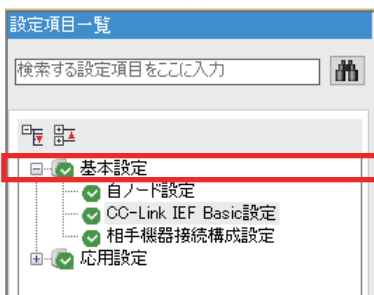 設定項目一覧
検索する設定項目をここに入力
基本設定
自ノード設定
CC-Link IEF Basic設定
相手機器接続構成設定
応用設定